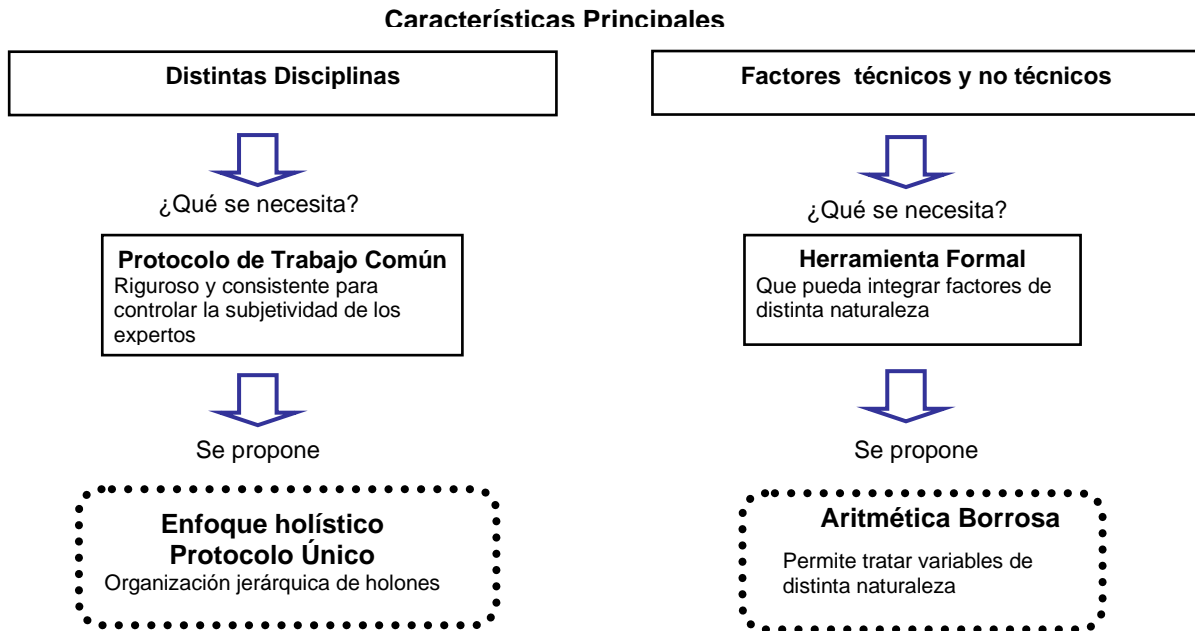 Características Principales
Distintas Disciplinas
¿Qué se necesita?
Protocolo de Trabajo Común
Riguroso y consistente para
controlar la subjetividad de los
expertos
Se propone
Enfoque holístico
Protocolo Único
Organización jerárquica de holones
Factores técnicos y no técnicos
¿Qué se necesita?
Herramienta Formal
Que pueda integrar factores de
distinta naturaleza
Se propone
Aritmética Borrosa
Permite tratar variables de
distinta naturaleza